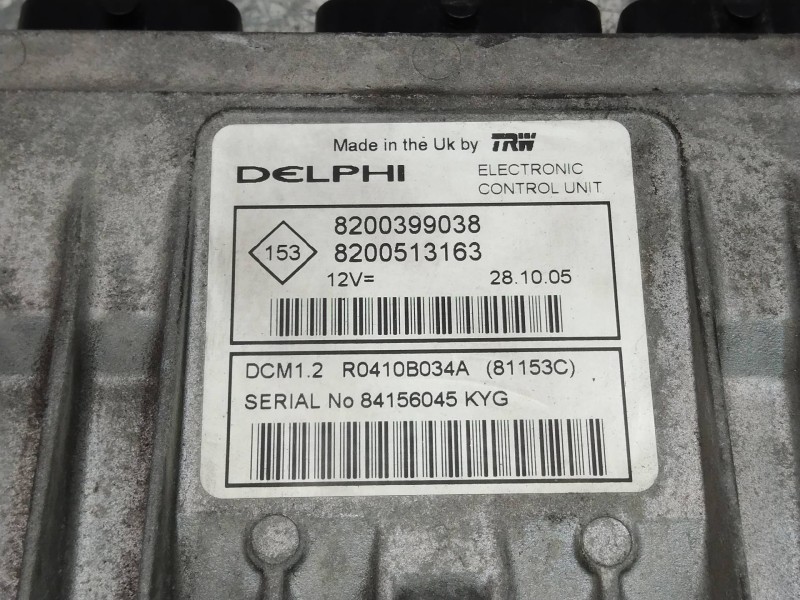 Made in the Uk by TRW
DELPHI
ELECTRONIC
CONTROL UNIT
153
8200399038
8200513163
12V=
28.10.05
DCM1.2 R0410B034A (81153C)
SERIAL No 84156045 KYG